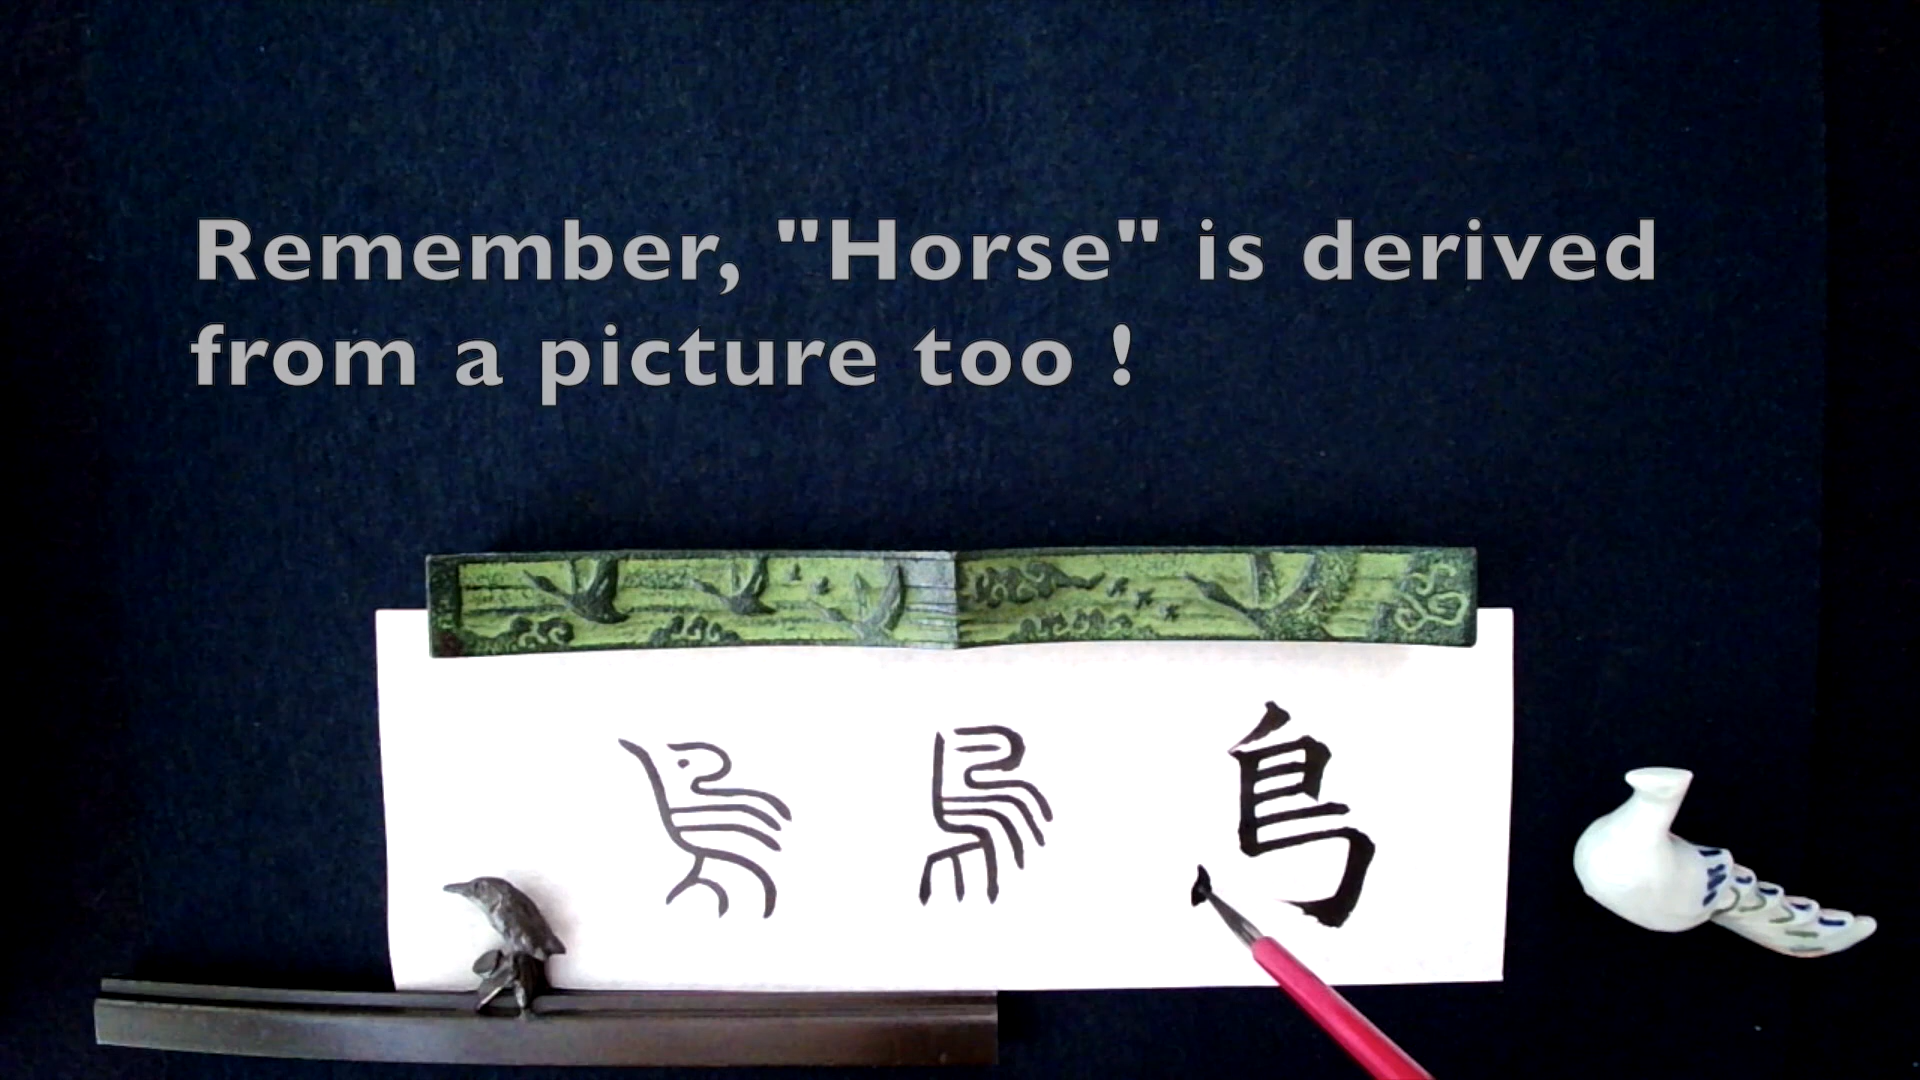 Remember, "Horse" is derived
from a picture too !
鳥